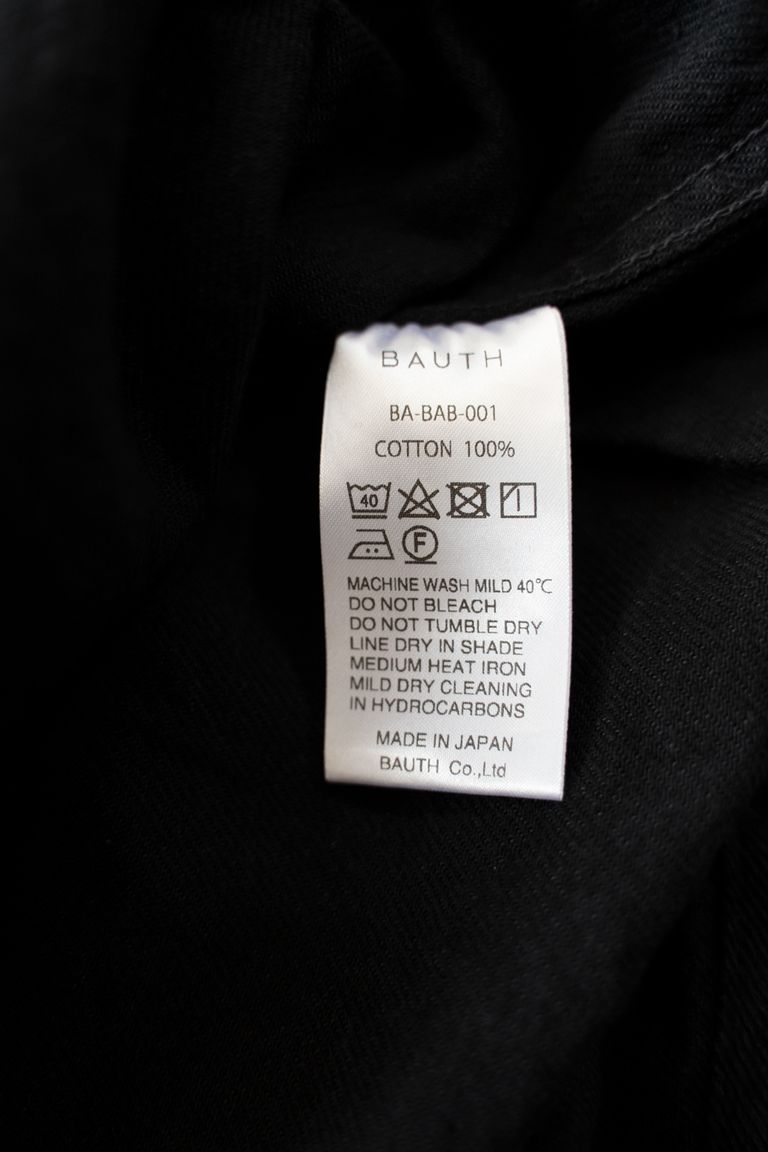 BAUTH
BA-BAB-001
COTTON 100%
40
F
MACHINE WASH MILD 40℃
DO NOT BLEACH
DO NOT TUMBLE DRY
LINE DRY IN SHADE
MEDIUM HEAT IRON
MILD DRY CLEANING
IN HYDROCARBONS
MADE IN JAPAN
BAUTH Co.,Ltd